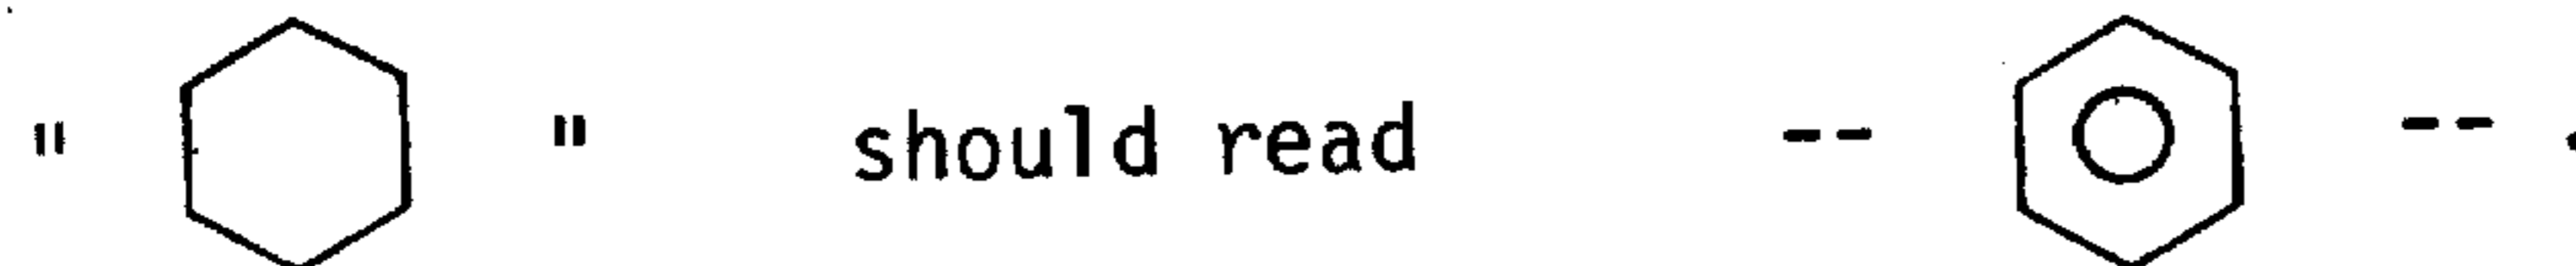 " " should read -- -- .